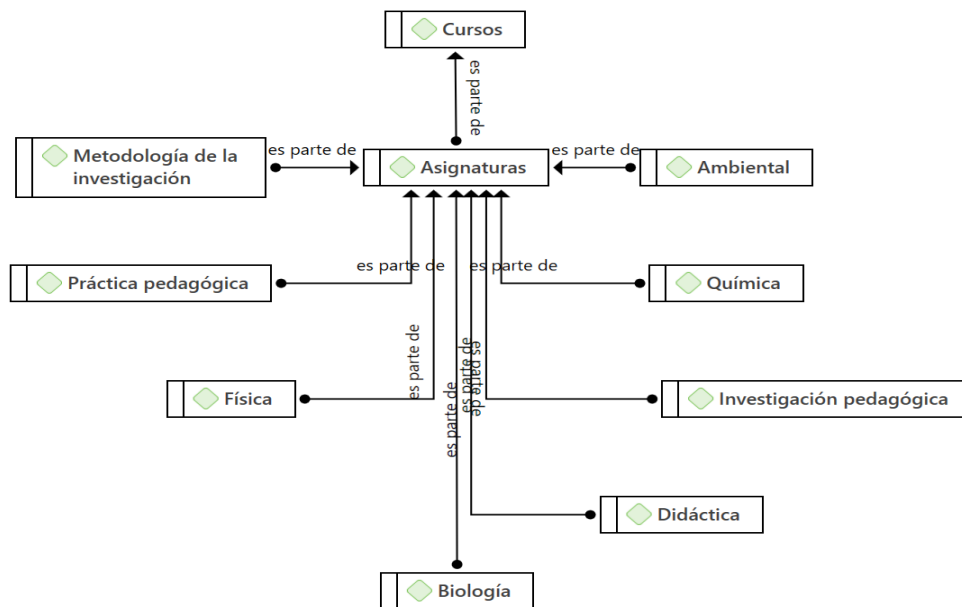 Cursos
es parte de
Metodología de la
investigación
es parte de
Asignaturas
es parte de
Ambiental
Práctica pedagógica
es parte de
es parte de
Química
es parte de
es parte de
es parte de
es parte de
Física
Investigación pedagógica
Didáctica
Biología